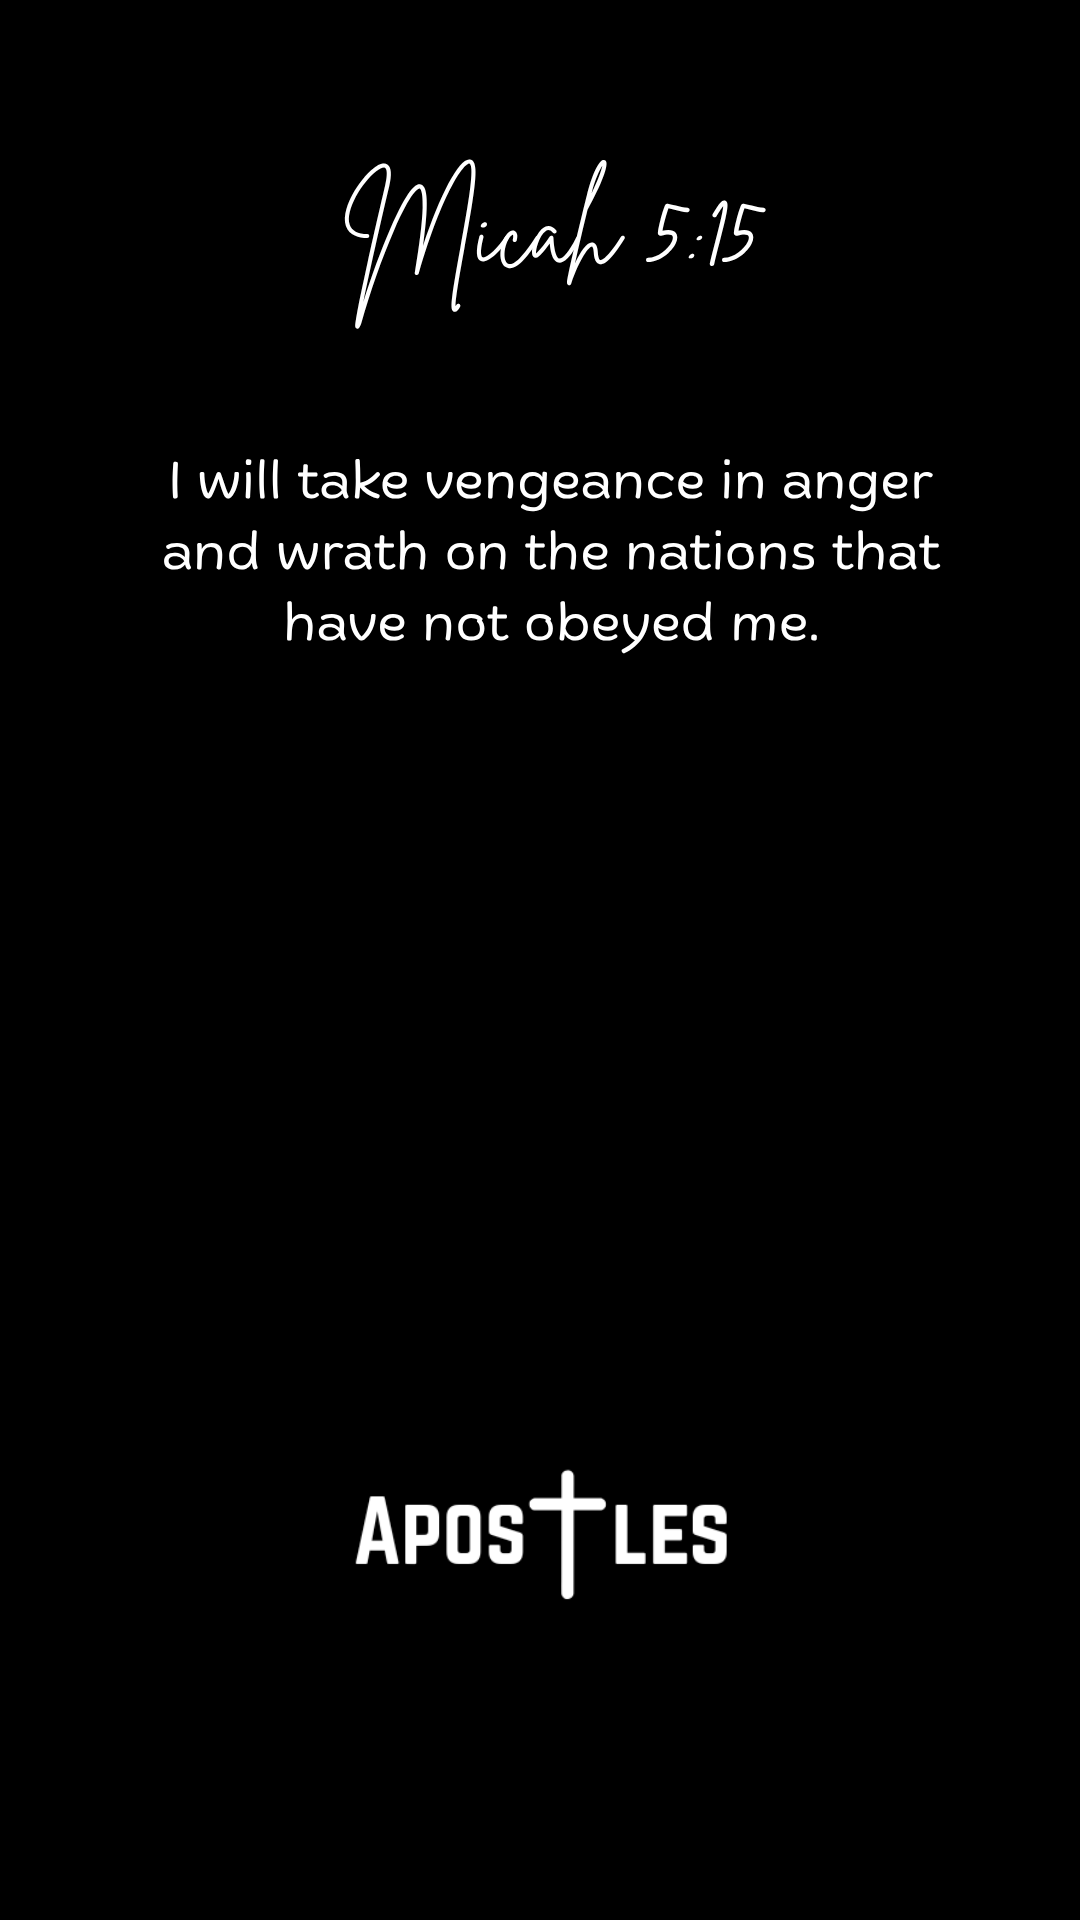 Micah 5:15
I will take vengeance in anger
and wrath on the nations that
have not obeyed me.
APOSTLES